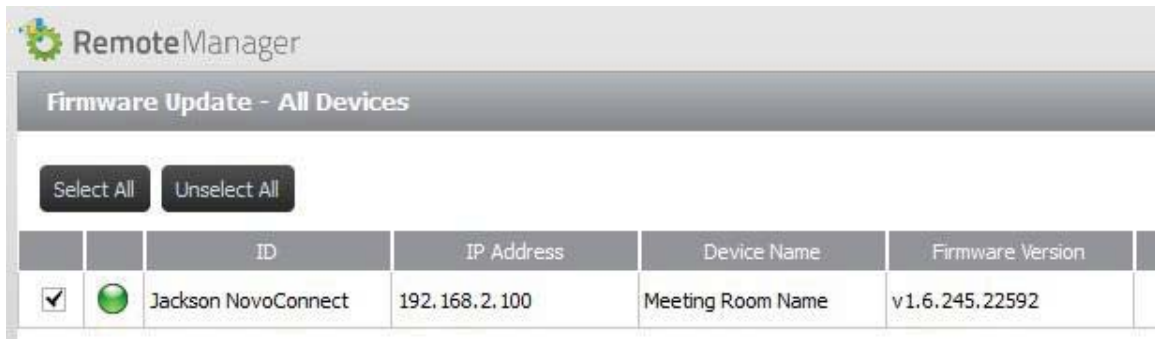 RemoteManager
Firmware Update - All Devices
Select All Unselect All
ID IP Address Device Name Firmware Version
Jackson NovoConnect 192.168.2.100 Meeting Room Name v1.6.245.22592